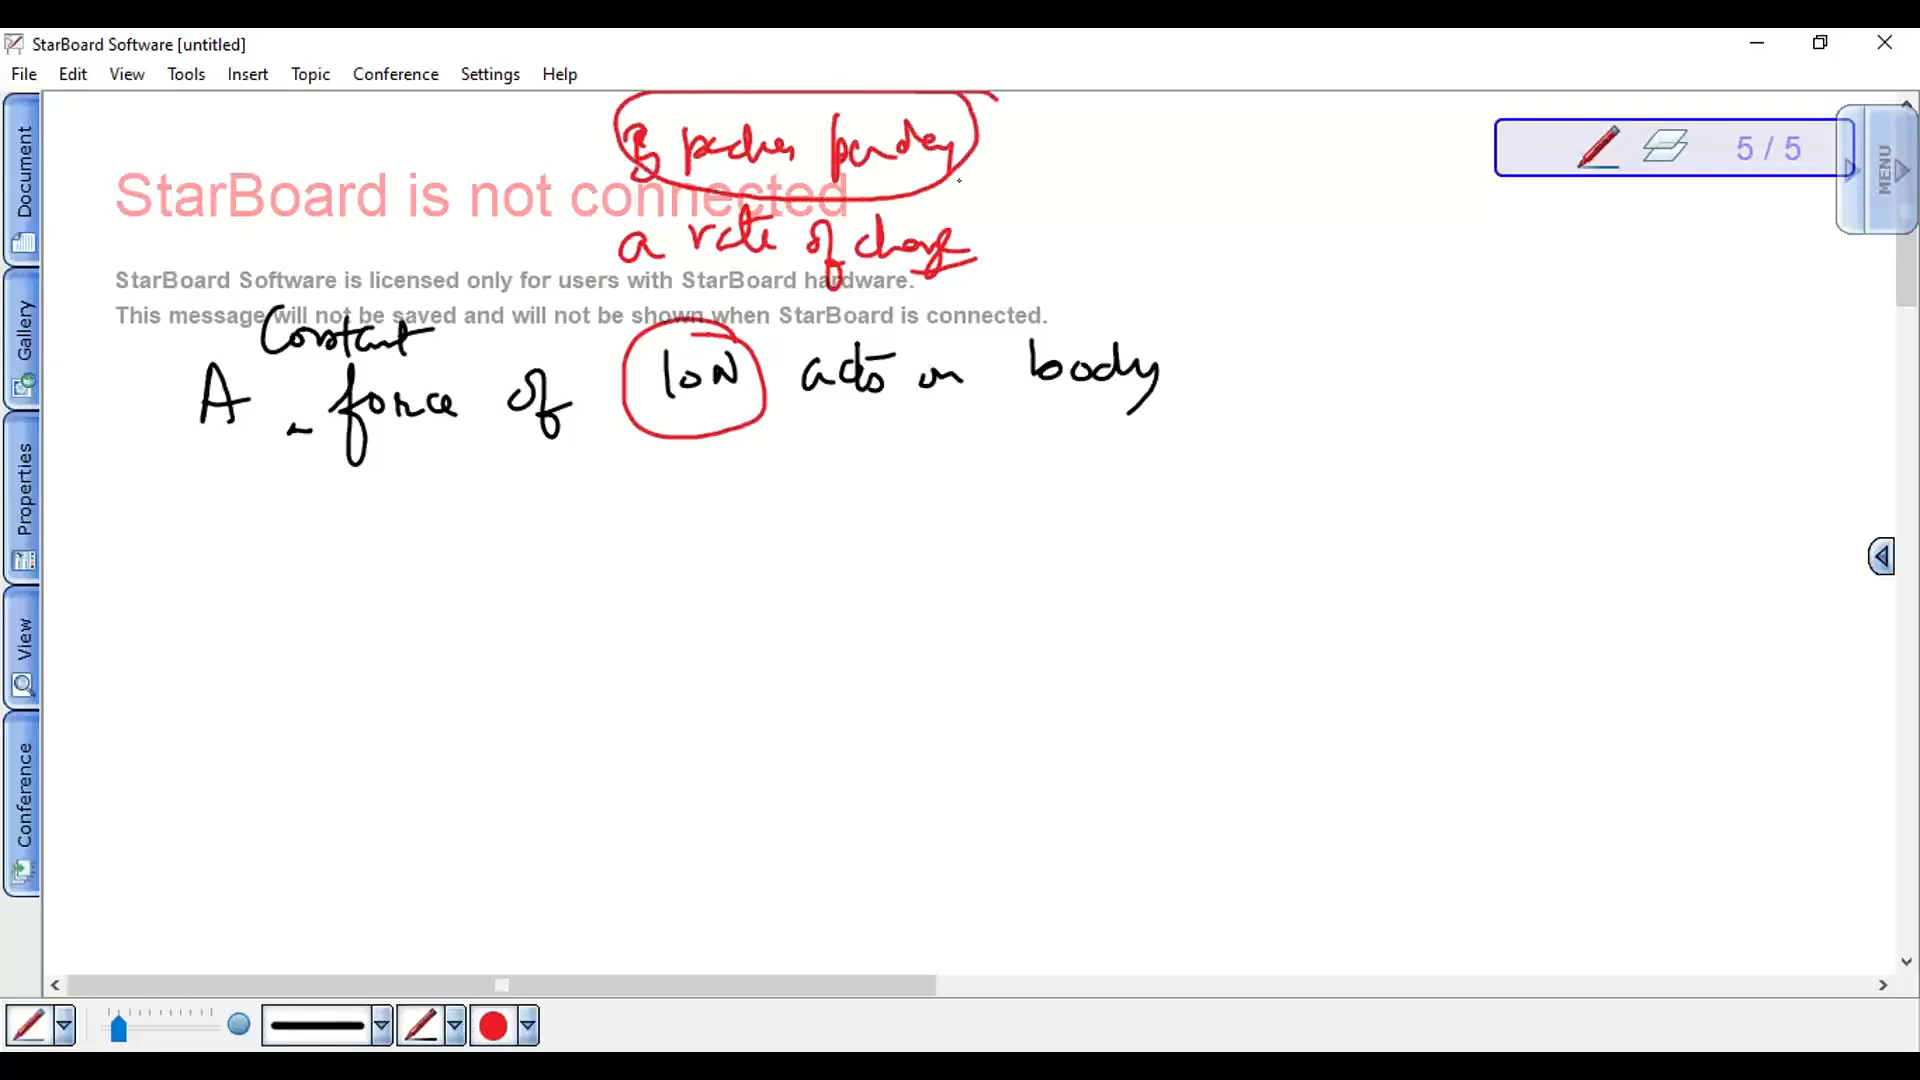 StarBoard Software [untitled]
File Edit View Tools Insert Topic Conference Settings Help
per day
5 / 5
MENU
StarBoard is not connected
a rate of change
StarBoard Software is licensed only for users with StarBoard hardware.
This message will not be saved and will not be shown when StarBoard is connected.
Constant
A force of 10N acts on body
Document
Gallery
Properties
View
Conference